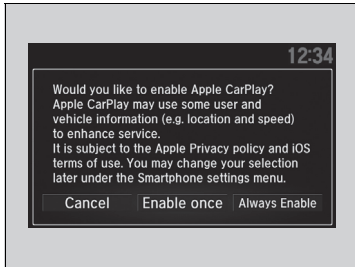 12:34
Would you like to enable Apple CarPlay?
Apple CarPlay may use some user and
vehicle information (e.g. location and speed)
to enhance service.
It is subject to the Apple Privacy policy and iOS
terms of use. You may change your selection
later under the Smartphone settings menu.
Cancel Enable once Always Enable